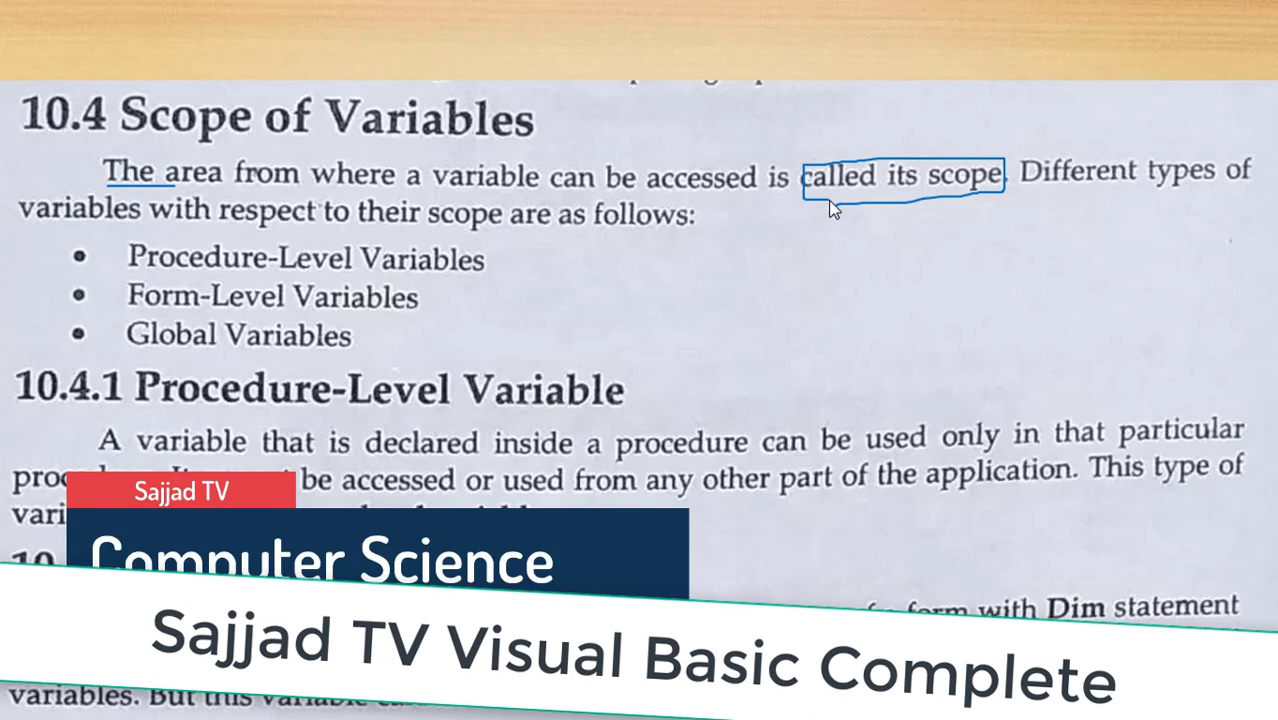 10.4 Scope of Variables
The area from where a variable can be accessed is called its scope. Different types of
variables with respect to their scope are as follows:
• Procedure-Level Variables
• Form-Level Variables
• Global Variables
10.4.1 Procedure-Level Variable
A variable that is declared inside a procedure can be used only in that particular
be accessed or used from any other part of the application. This type of
Sajjad TV
Computer Science
form with Dim statement
Sajjad TV Visual Basic Complete
variables. But this variable